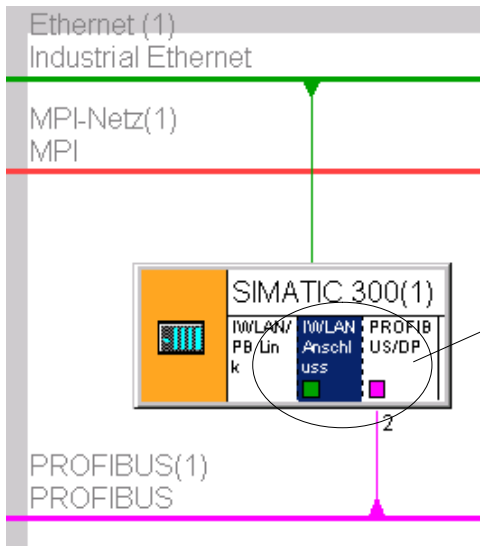 Ethernet (1)
Industrial Ethernet
MPI-Netz(1)
MPI
SIMATIC 300(1)
IWLAN/
PB Lin
k
IWLAN
Anschl
uss
PROFIB
US/DP
2
PROFIBUS(1)
PROFIBUS